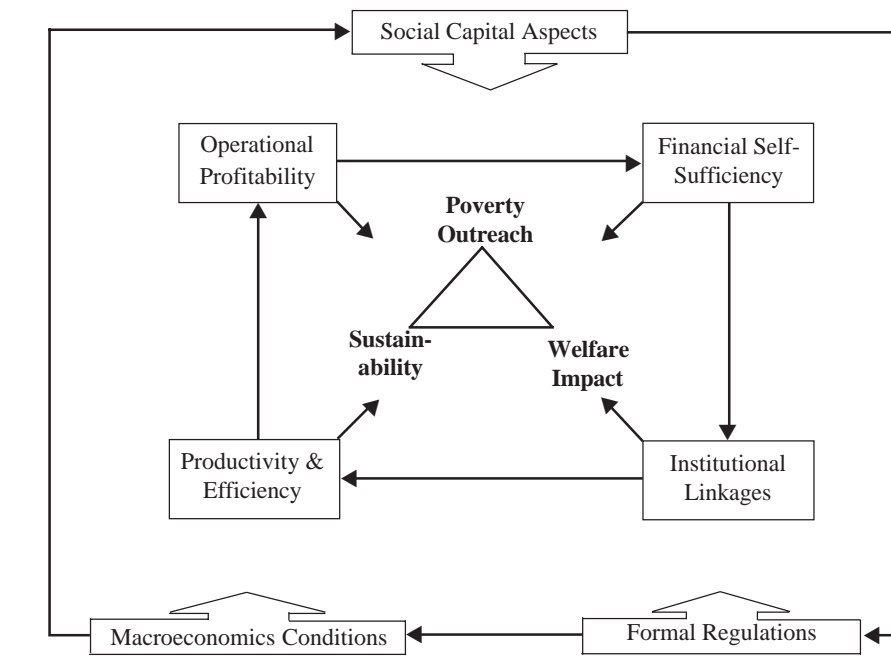 Social Capital Aspects
Operational
Profitability
Financial Self-
Sufficiency
Poverty
Outreach
Sustain-
ability
Welfare
Impact
Productivity &
Efficiency
Institutional
Linkages
Macroeconomics Conditions
Formal Regulations